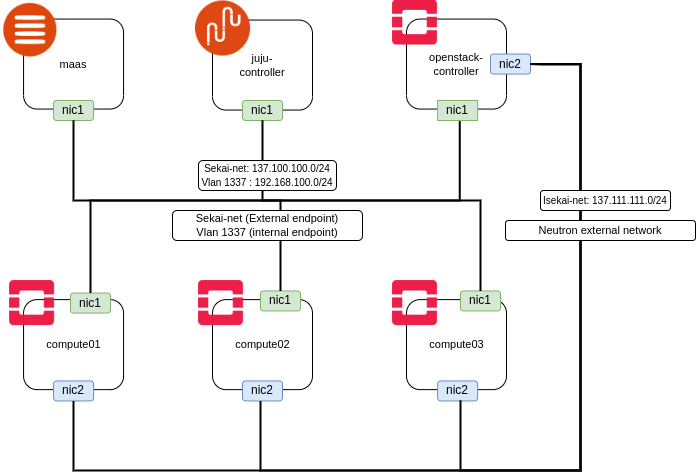 maas
juju-
controller
openstack-
controller
nic2
nic1
nic1
nic1
Sekai-net: 137.100.100.0/24
Vlan 1337 : 192.168.100.0/24
Isekai-net: 137.111.111.0/24
Sekai-net (External endpoint)
Vlan 1337 (internal endpoint)
Neutron external network
nic1
nic1
nic1
compute01
compute02
compute03
nic2
nic2
nic2